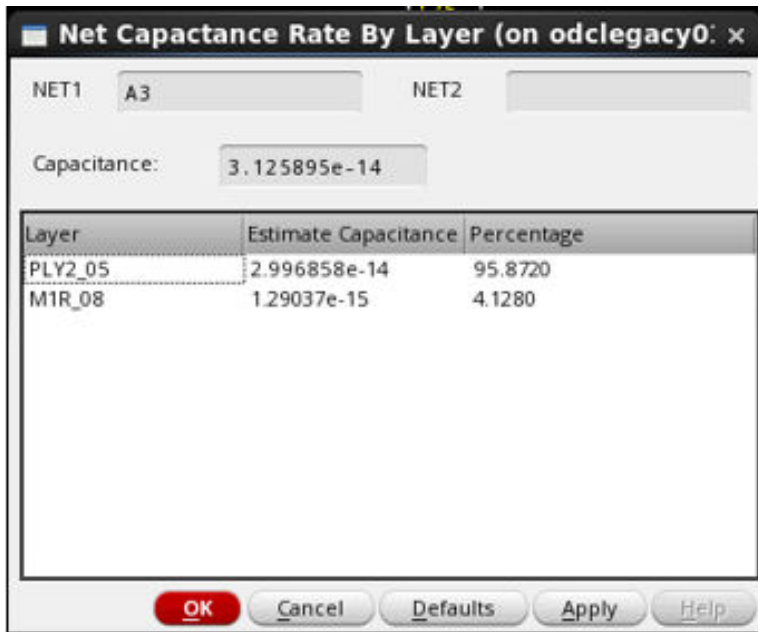 Net Capactance Rate By Layer (on odclegacy0: ×
NET1 A3 NET2
Capacitance: 3.125895e-14
Layer Estimate Capacitance Percentage
PLY2_05 2.996858e-14 95.8720
M1R_08 1.29037e-15 4.1280
OK Cancel Defaults Apply Help